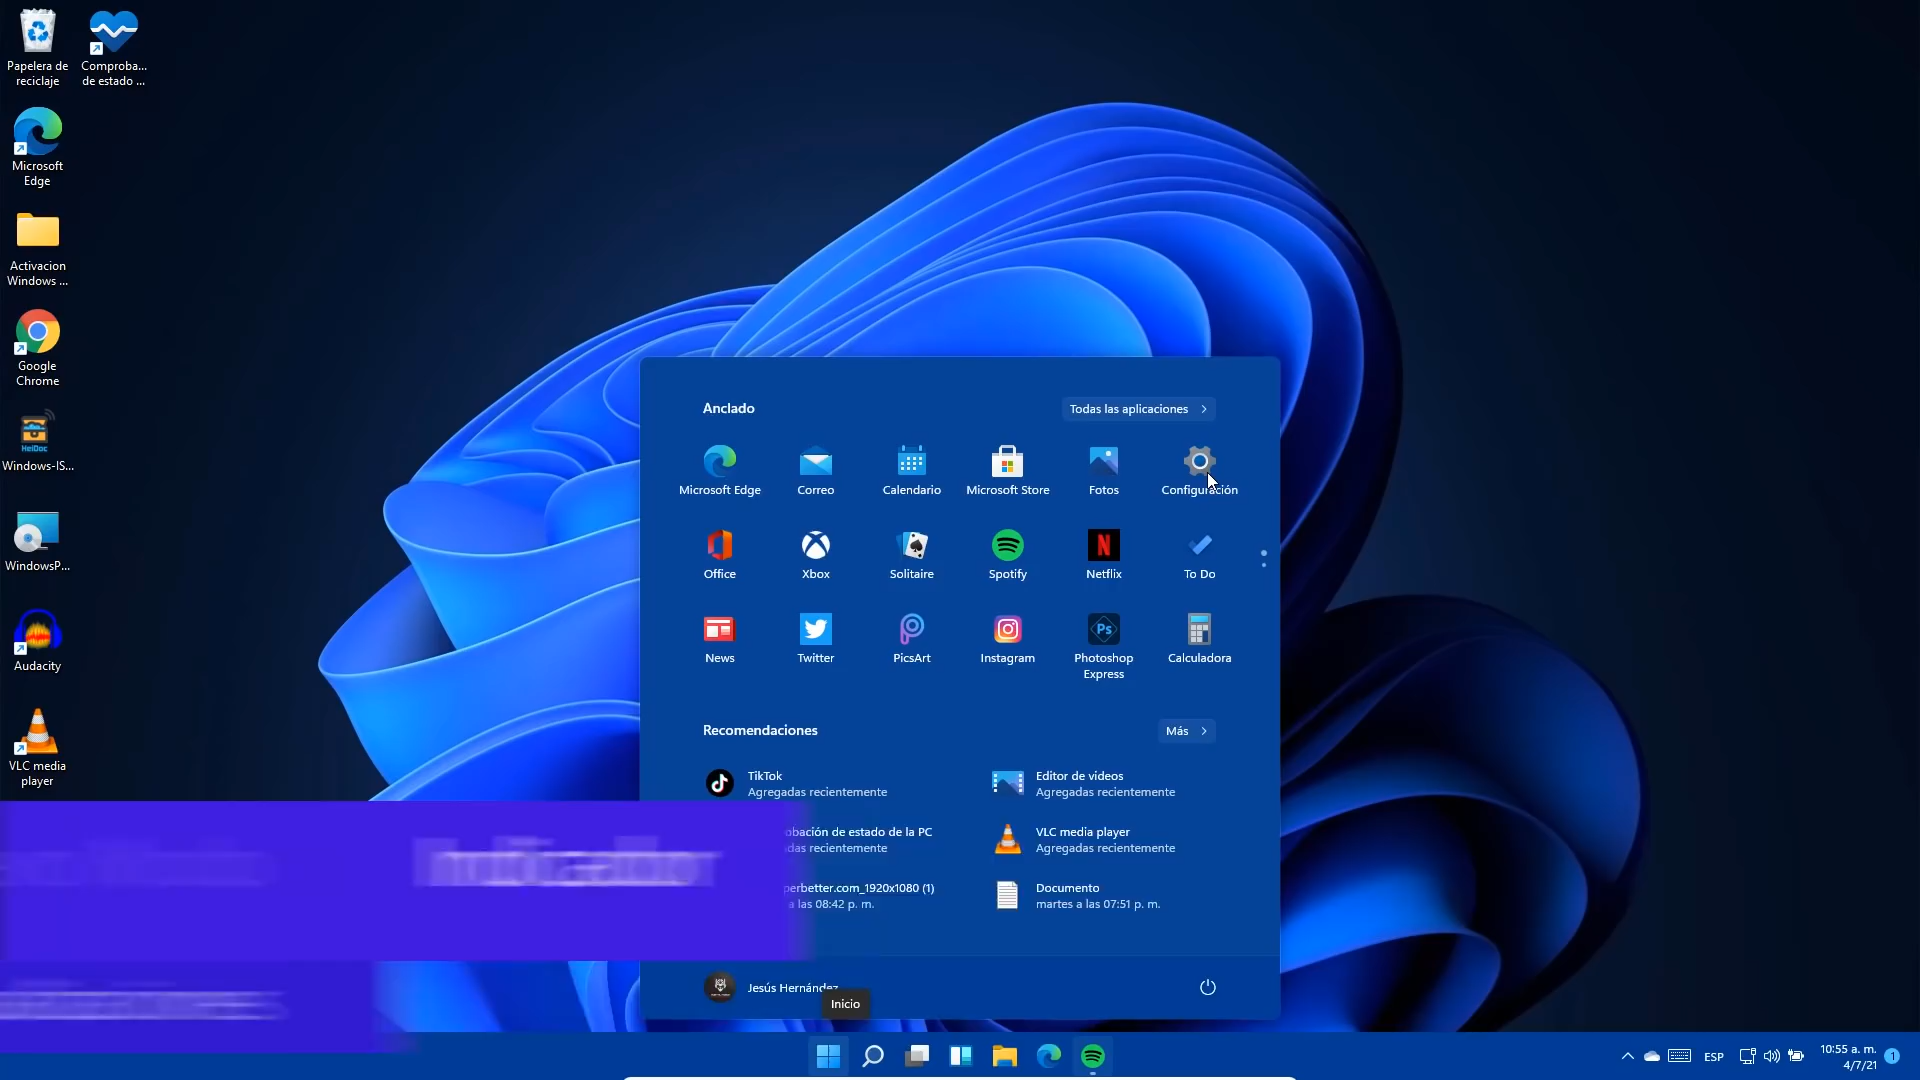 Papelera de
reciclaje
Comproba...
de estado ...
Microsoft
Edge
Activacion
Windows ...
Google
Chrome
HeiDoc
Windows-IS...
WindowsP...
Audacity
VLC media
player
Anclado
Todas las aplicaciones
Microsoft Edge
Correo
Calendario
Microsoft Store
Fotos
Configuración
Office
Xbox
Solitaire
Spotify
N
Netflix
To Do
News
Twitter
PicsArt
Instagram
Ps
Photoshop
Express
Calculadora
Recomendaciones
Más
TikTok
Agregadas recientemente
Editor de videos
Agregadas recientemente
de estado de la PC
recientemente
VLC media player
Agregadas recientemente
perbetter.com_1920x1080 (1)
a las 08:42 p. m.
Documento
martes a las 07:51 p. m.
Jesús Hernández
Inicio
ESP
10:55 a. m.
4/7/21
1